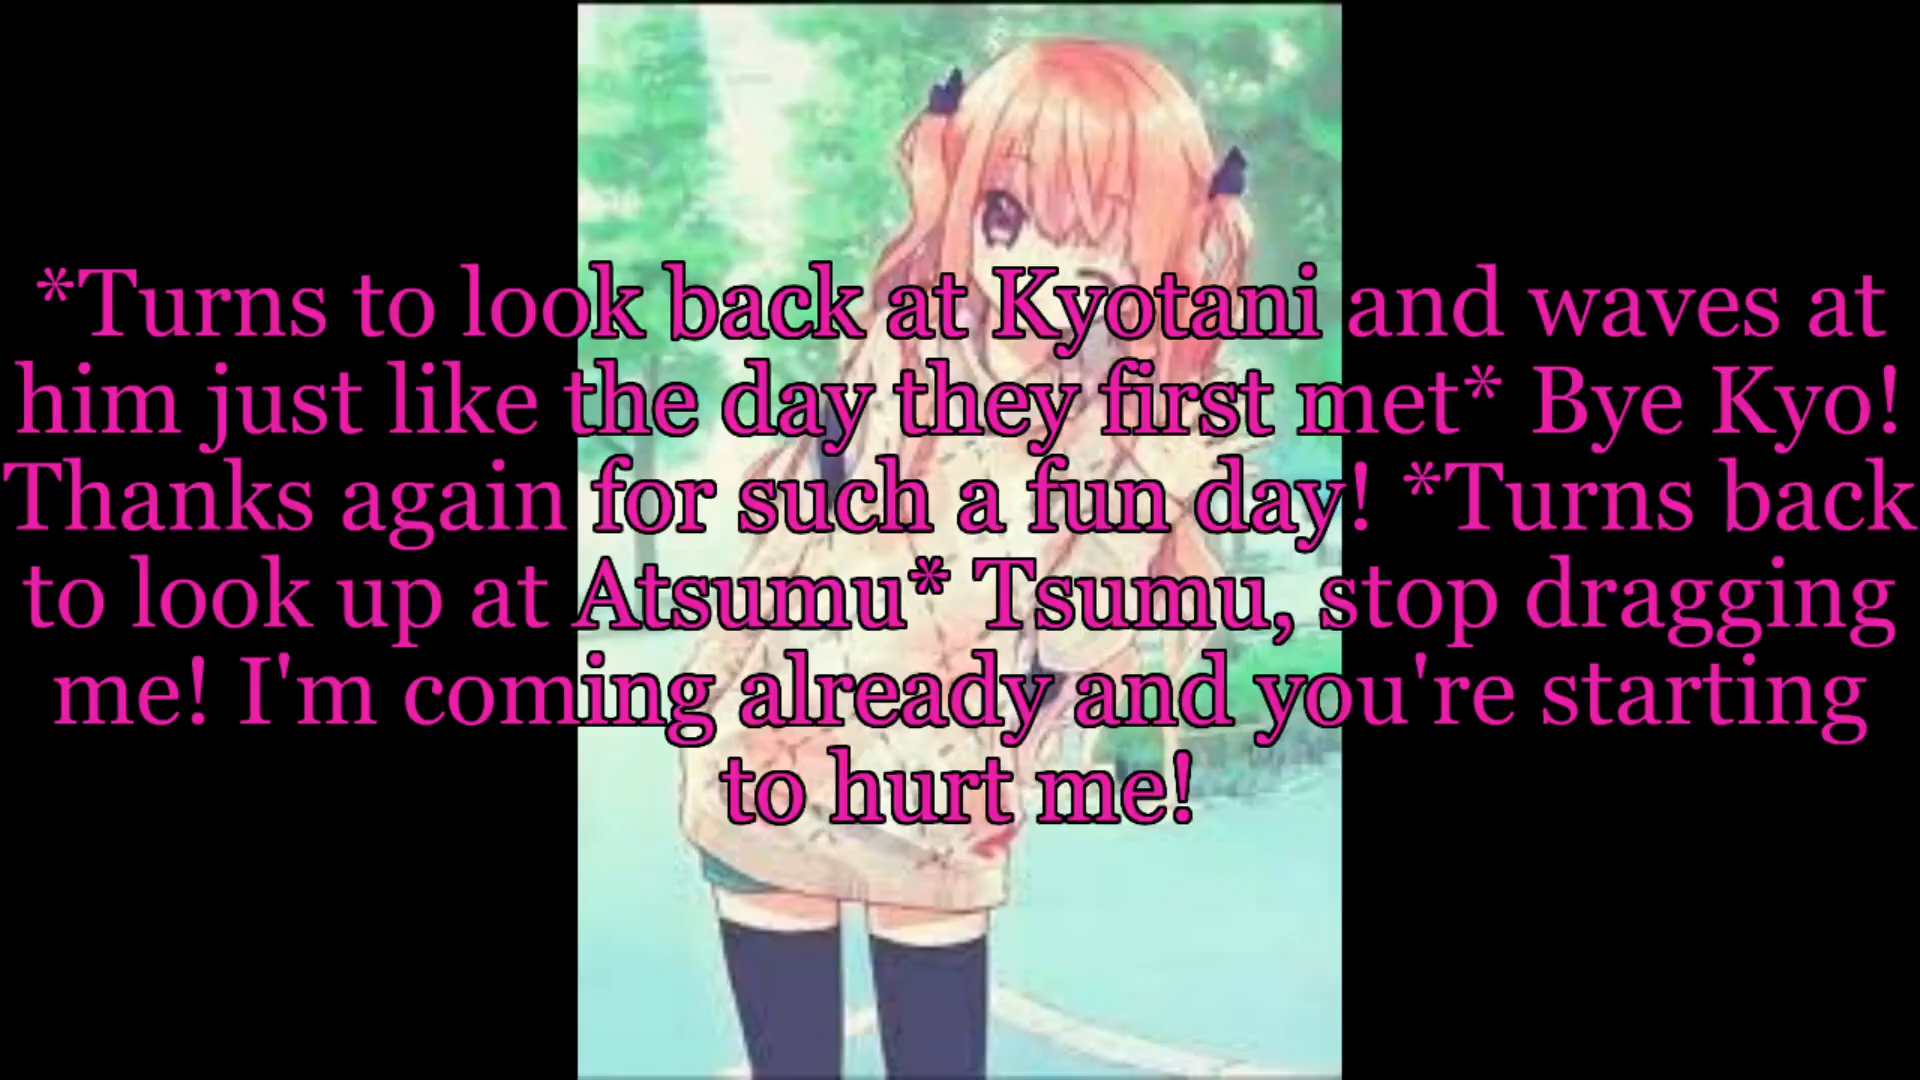 *Turns to look back at Kyotani and waves at
him just like the day they first met* Bye Kyo!
Thanks again for such a fun day! *Turns back
to look up at Atsumu* Tsumu, stop dragging
me! I'm coming already and you're starting
to hurt me!